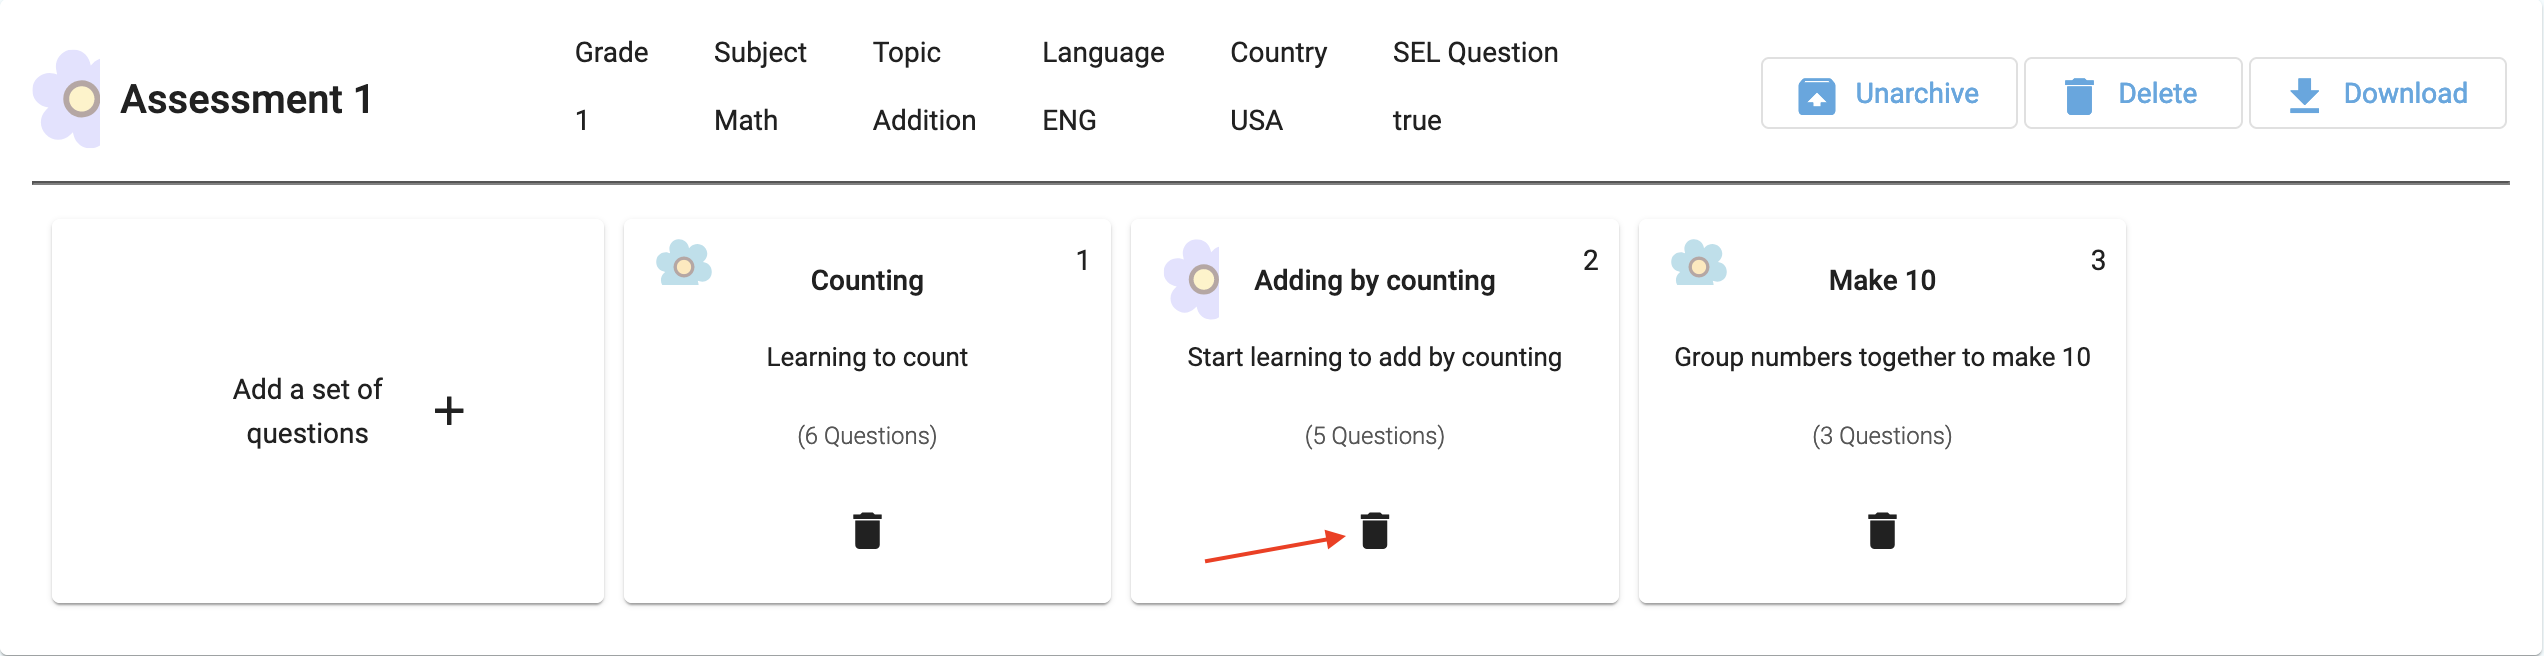 Assessment 1
Grade Subject Topic Language Country SEL Question
1 Math Addition ENG USA true
Unarchive Delete Download
Add a set of
questions
+
1
Counting
Learning to count
(6 Questions)
2
Adding by counting
Start learning to add by counting
(5 Questions)
3
Make 10
Group numbers together to make 10
(3 Questions)